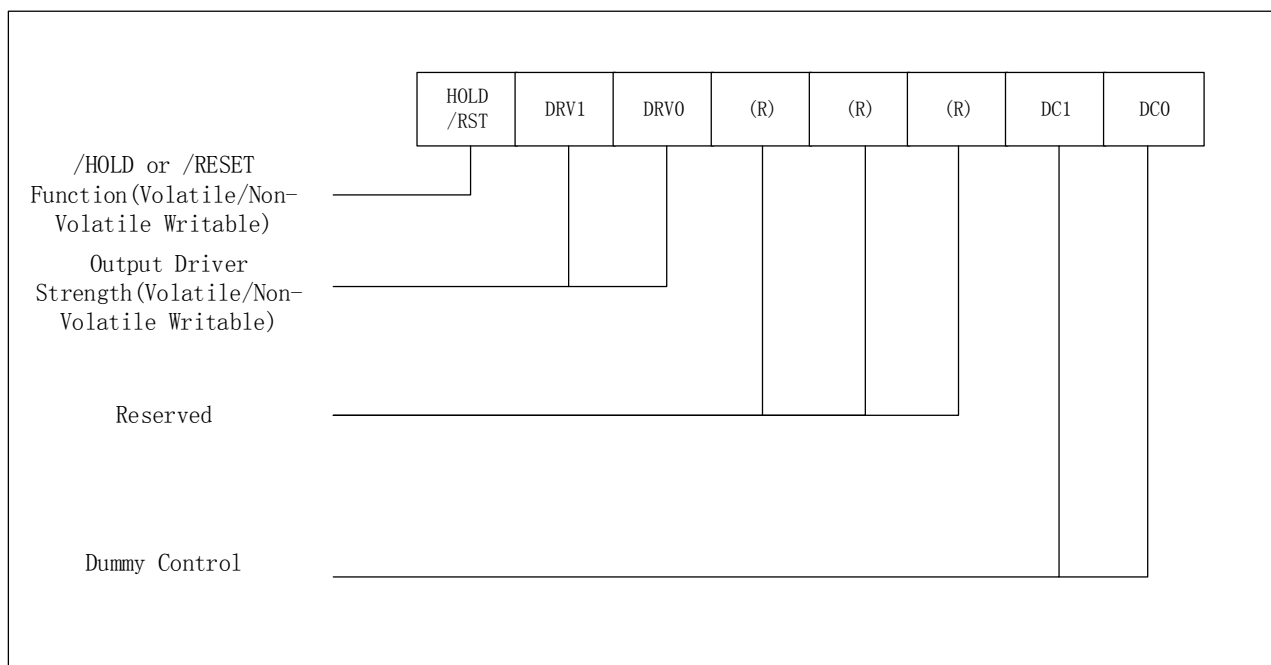 HOLD
/RST
DRV1
DRV0
(R)
(R)
(R)
DC1
DC0
/HOLD or /RESET
Function(Volatile/Non-
Volatile Writable)
Output Driver
Strength(Volatile/Non-
Volatile Writable)
Reserved
Dummy Control